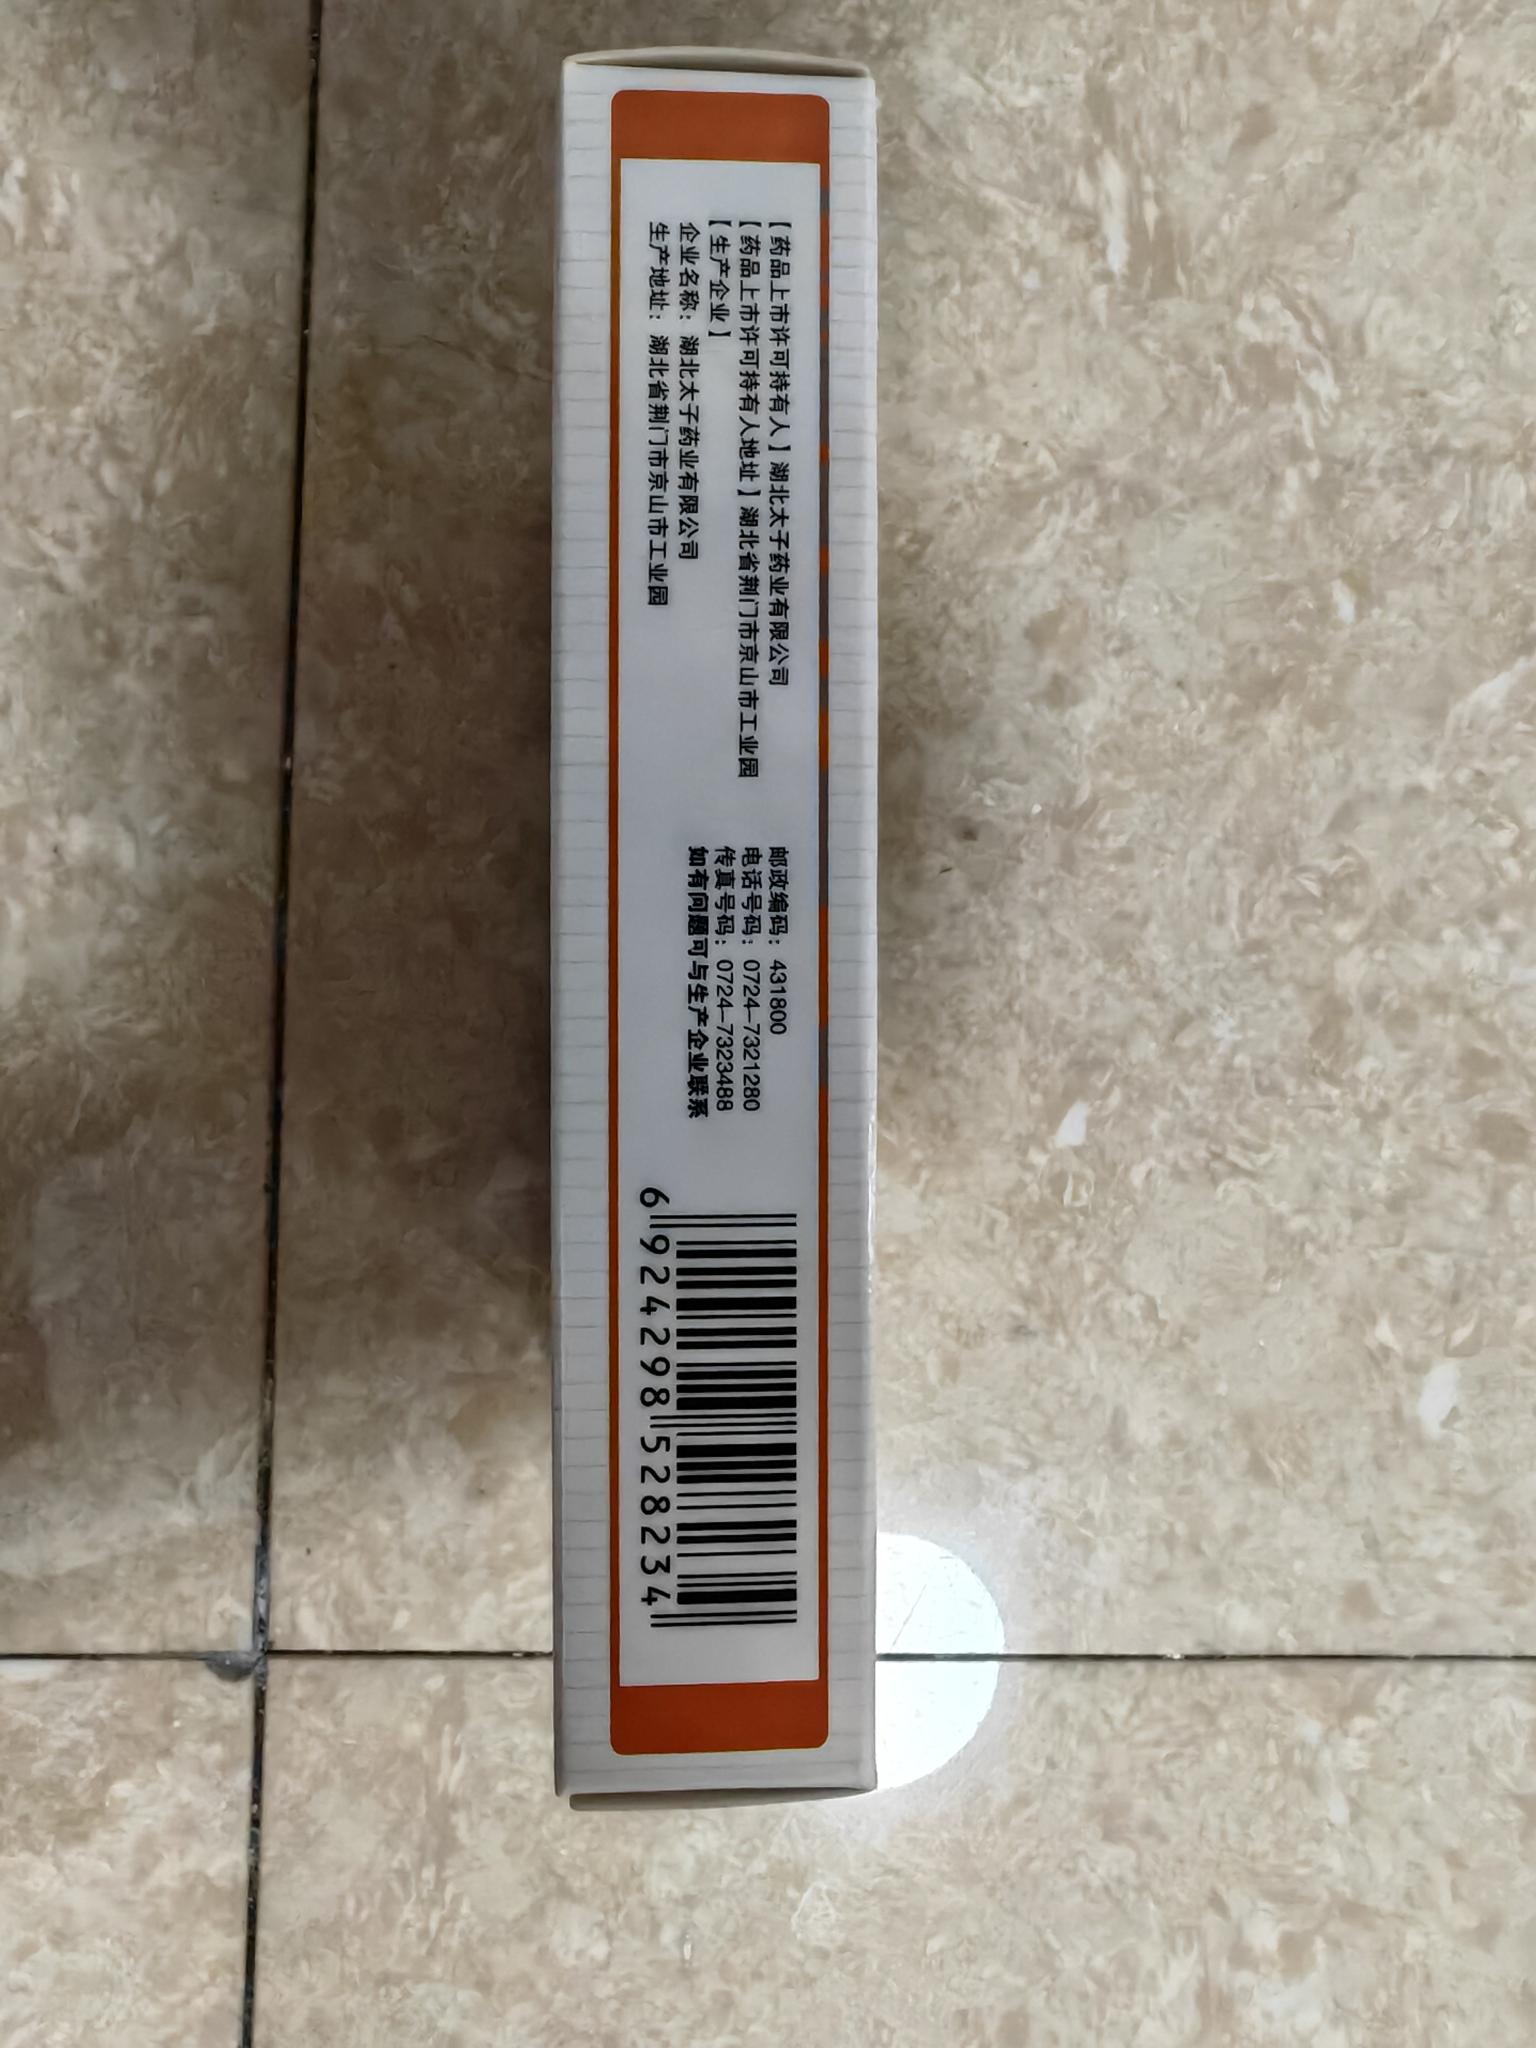 【药品上市许可持有人】湖北太子药业有限公司
【药品上市许可持有人地址】湖北省荆门市京山市工业园
【生产企业】
企业名称：湖北太子药业有限公司
生产地址：湖北省荆门市京山市工业园
邮政编码：431800
电话号码：0724-7321280
传真号码：0724-7323488
如有问题可与生产企业联系
6 924298 528234